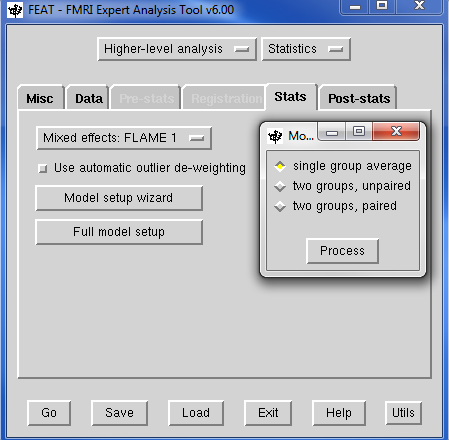 FEAT - FMRI Expert Analysis Tool v6.00
Higher-level analysis Statistics
Misc Data Pre-stats Registration Stats Post-stats
Mixed effects: FLAME 1
Use automatic outlier de-weighting
Model setup wizard
Full model setup
Mo...
single group average
two groups, unpaired
two groups, paired
Process
Go Save Load Exit Help Utils